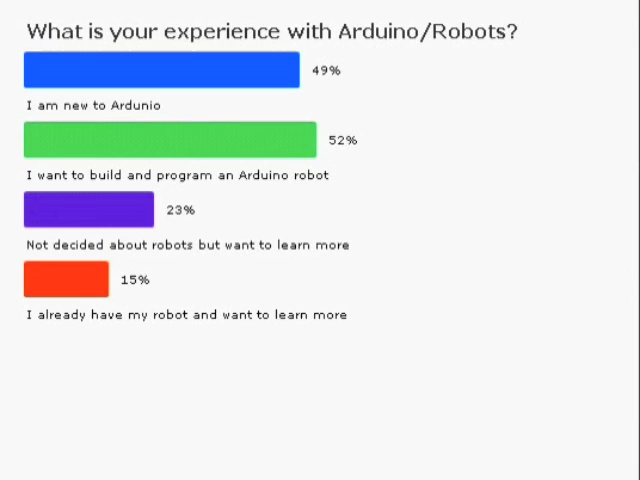 What is your experience with Arduino/Robots?
49%
I am new to Ardunio
52%
I want to build and program an Arduino robot
23%
Not decided about robots but want to learn more
15%
I already have my robot and want to learn more